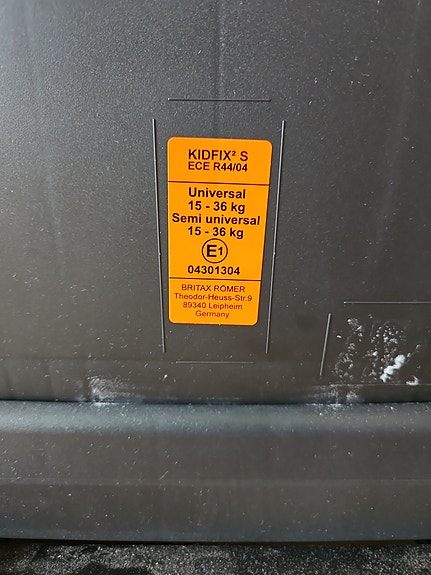 KIDFIX² S
ECE R44/04
Universal
15 - 36 kg
Semi universal
15 - 36 kg
E1
04301304
BRITAX RÖMER
Theodor-Heuss-Str.9
89340 Leipheim
Germany